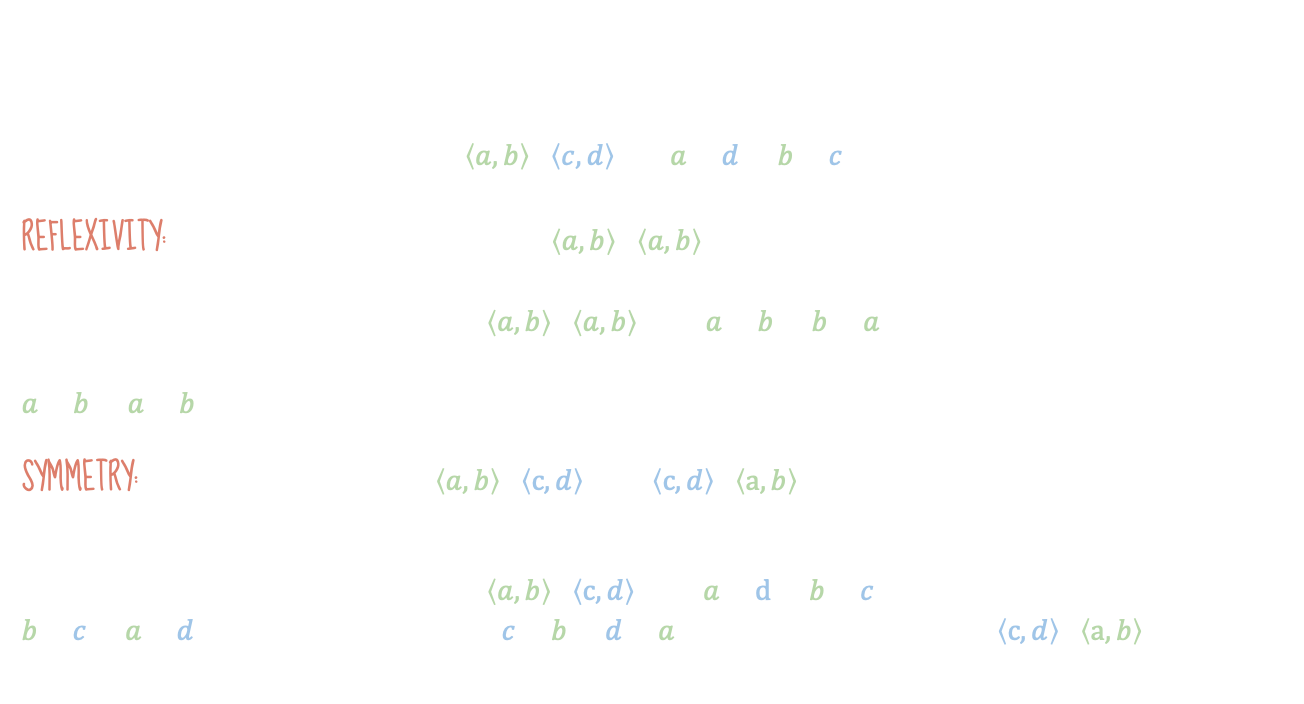 ⟨a, b⟩ ⟨c, d⟩ a d b c
REFLEXIVITY:
⟨a, b⟩ ⟨a, b⟩
⟨a, b⟩ ⟨a, b⟩ a b b a
a b a b
SYMMETRY:
⟨a, b⟩ ⟨c, d⟩ ⟨c, d⟩ ⟨a, b⟩
⟨a, b⟩ ⟨c, d⟩ a d b c
b c a d c b d a ⟨c, d⟩ ⟨a, b⟩